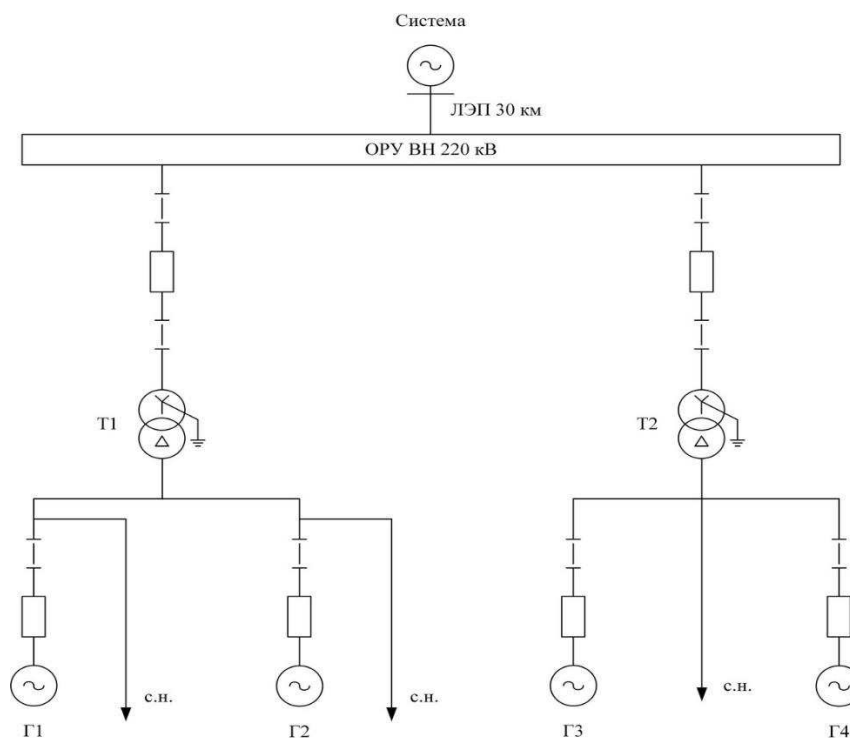 Система
ЛЭП 30 км
ОРУ ВН 220 кВ
Т1
Т2
с.н.
с.н.
с.н.
Г1
Г2
Г3
Г4